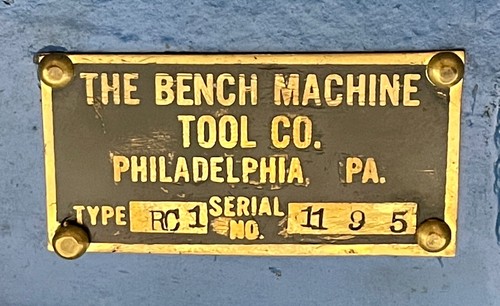 THE BENCH MACHINE
TOOL CO.
PHILADELPHIA, PA.
TYPE RC1 SERIAL NO. 1195